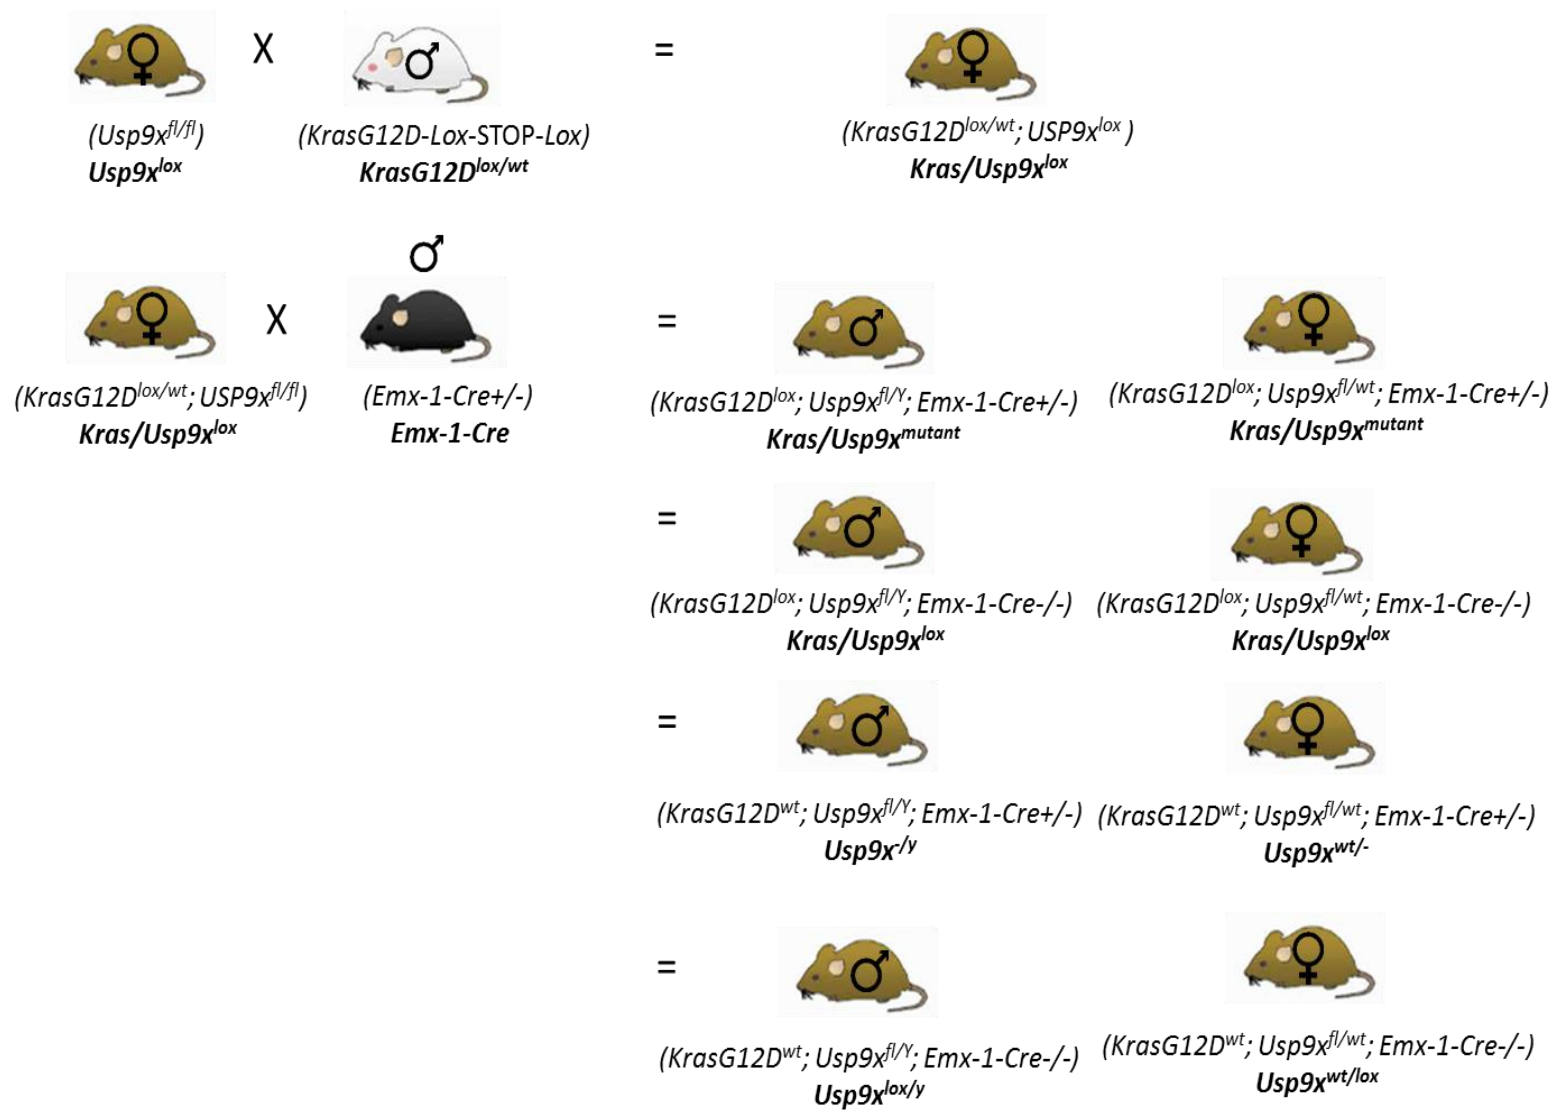 ♀ X ♂ = ♀
(Usp9x^fl/fl) (KrasG12D-Lox-STOP-Lox) (KrasG12D^lox/wt; USP9x^lox )
Usp9x^lox KrasG12D^lox/wt Kras/Usp9x^lox
♂
♀ X = ♂ ♀
(KrasG12D^lox/wt; USP9x^fl/fl) (Emx-1-Cre+/-) (KrasG12D^lox; Usp9x^fl/Y; Emx-1-Cre+/-) (KrasG12D^lox; Usp9x^fl/wt; Emx-1-Cre+/-)
Kras/Usp9x^lox Emx-1-Cre Kras/Usp9x^mutant Kras/Usp9x^mutant
= ♂ ♀
(KrasG12D^lox; Usp9x^fl/Y; Emx-1-Cre-/-) (KrasG12D^lox; Usp9x^fl/wt; Emx-1-Cre-/-)
Kras/Usp9x^lox Kras/Usp9x^lox
= ♂ ♀
(KrasG12D^wt; Usp9x^fl/Y; Emx-1-Cre+/-) (KrasG12D^wt; Usp9x^fl/wt; Emx-1-Cre+/-)
Usp9x^-/y Usp9x^wt/-
= ♂ ♀
(KrasG12D^wt; Usp9x^fl/Y; Emx-1-Cre-/-) (KrasG12D^wt; Usp9x^fl/wt; Emx-1-Cre-/-)
Usp9x^lox/y Usp9x^wt/lox